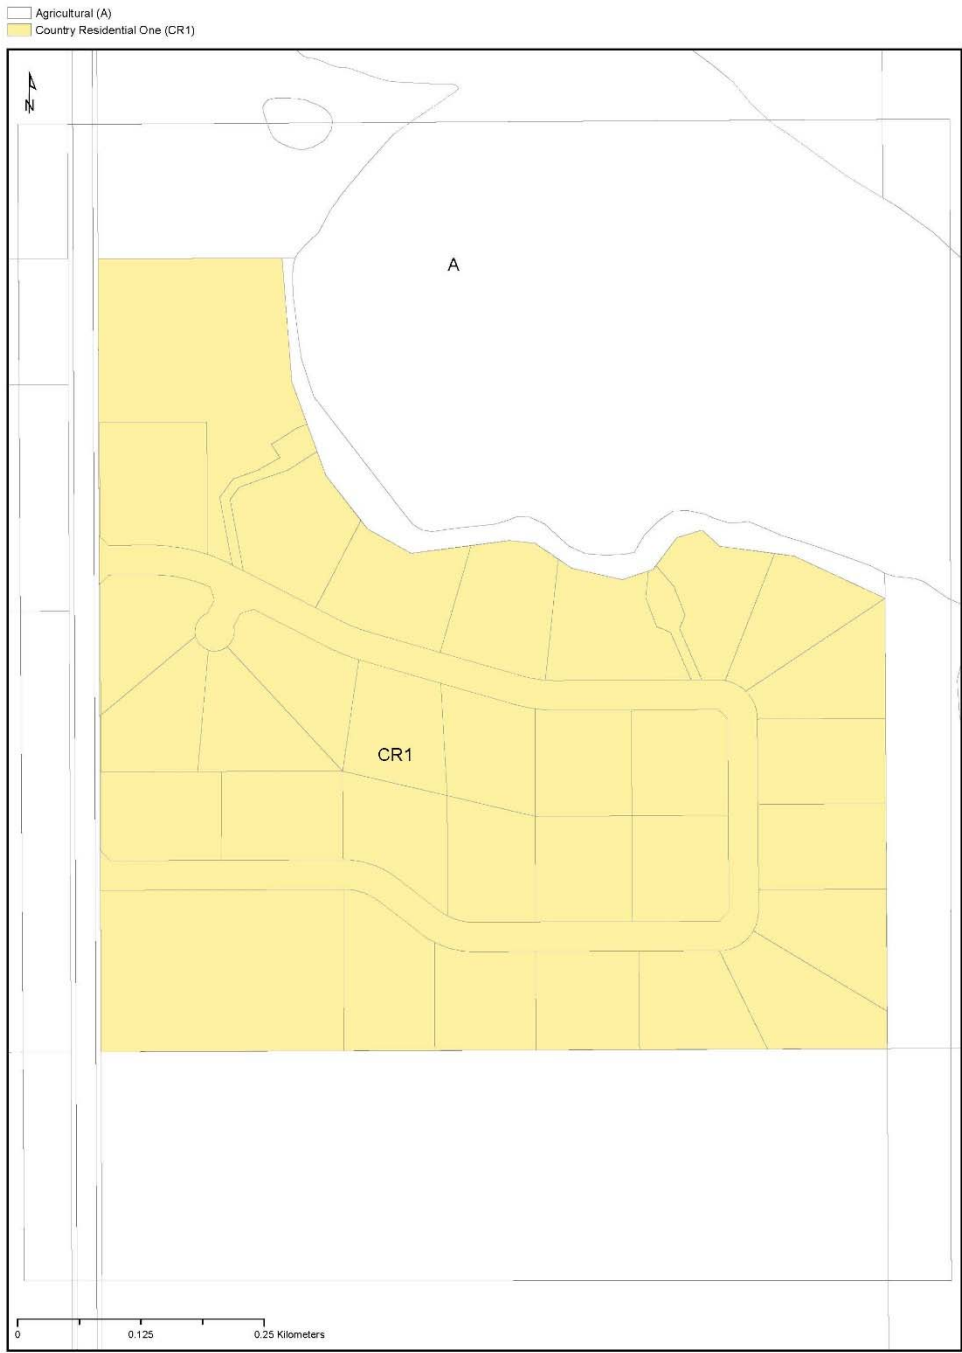 Agricultural (A)
Country Residential One (CR1)
N
A
CR1
0 0.125 0.25 Kilometers